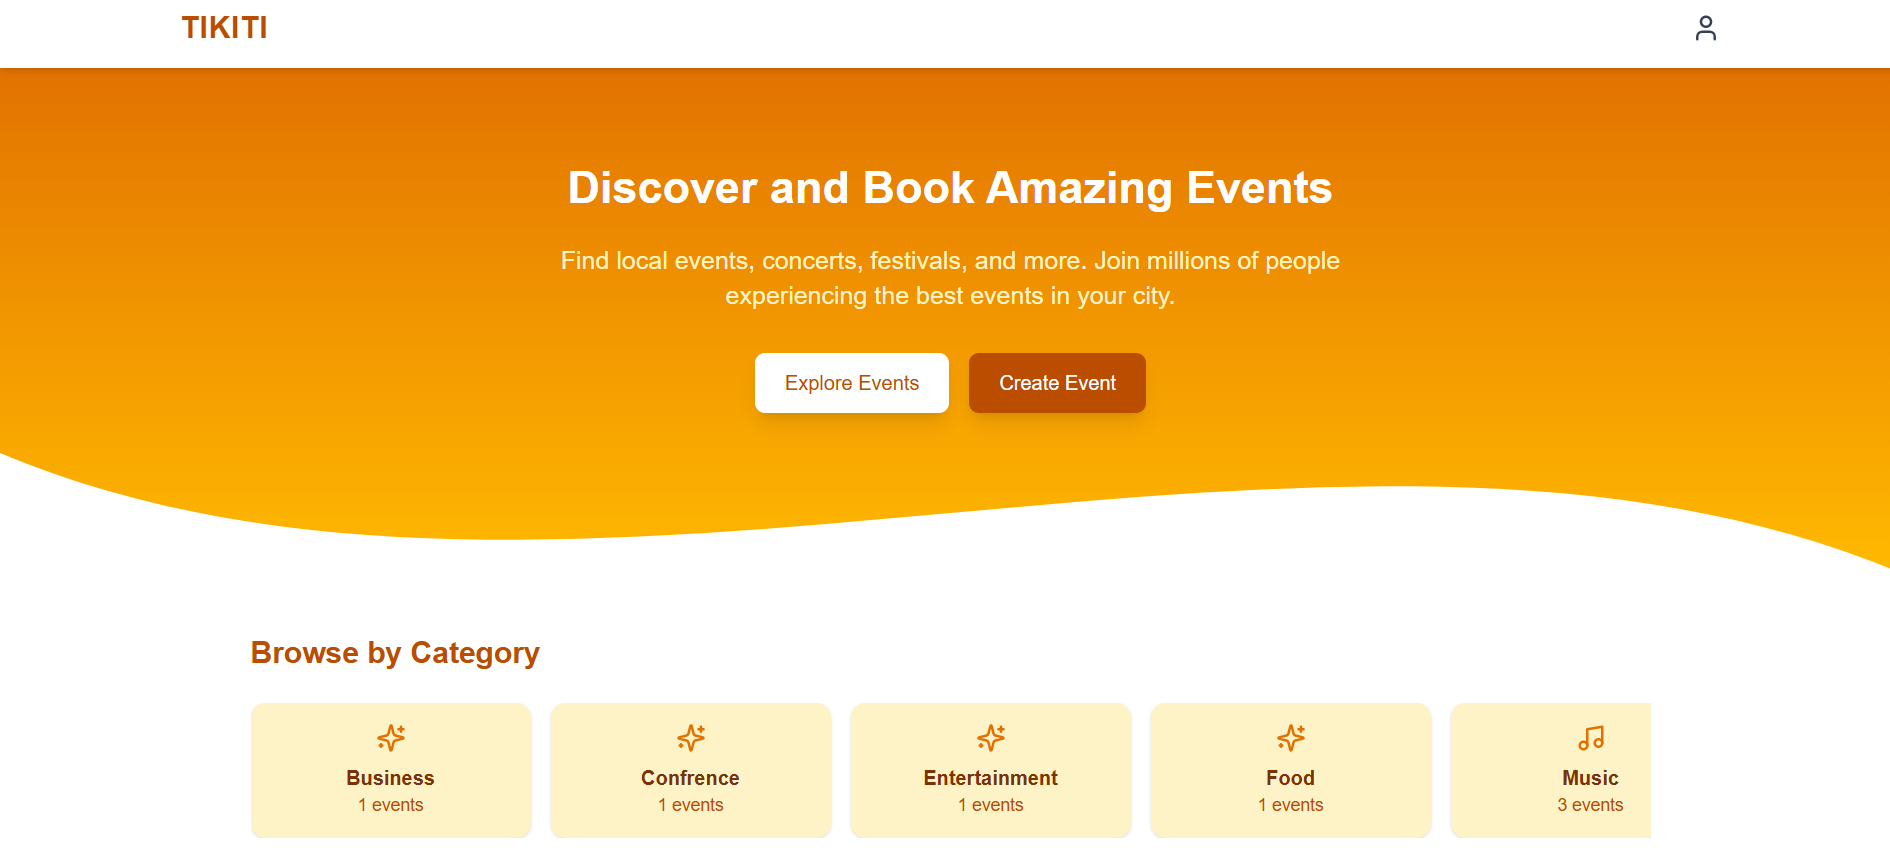 TIKITI
Discover and Book Amazing Events
Find local events, concerts, festivals, and more. Join millions of people
experiencing the best events in your city.
Explore Events
Create Event
Browse by Category
Business
1 events
Confrence
1 events
Entertainment
1 events
Food
1 events
Music
3 events